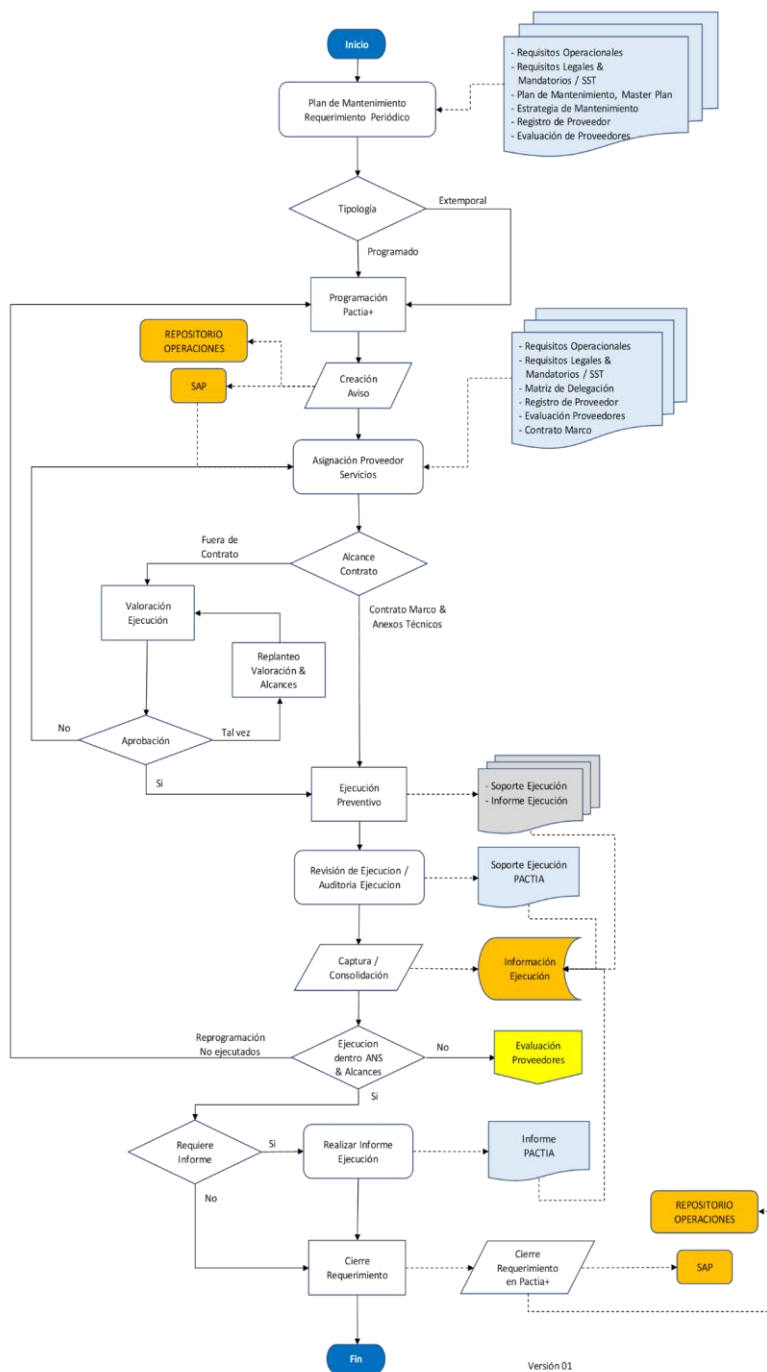 Inicio
- Requisitos Operacionales
- Requisitos Legales &
Mandatorios / SST
- Plan de Mantenimiento, Master Plan
- Estrategia de Mantenimiento
- Registro de Proveedor
- Evaluación de Proveedores
Plan de Mantenimiento
Requerimiento Periódico
Tipología
Extemporal
Programado
Programación
Pactia+
REPOSITORIO
OPERACIONES
SAP
Creación
Aviso
- Requisitos Operacionales
- Requisitos Legales &
Mandatorios / SST
- Matriz de Delegación
- Registro de Proveedor
- Evaluación Proveedores
- Contrato Marco
Asignación Proveedor
Servicios
Fuera de
Contrato
Alcance
Contrato
Valoración
Ejecución
Contrato Marco &
Anexos Técnicos
Replanteo
Valoración &
Alcances
No
Aprobación
Tal vez
Si
Ejecución
Preventivo
- Soporte Ejecución
- Informe Ejecución
Revisión de Ejecucion /
Auditoria Ejecucion
Soporte Ejecución
PACTIA
Captura /
Consolidación
Información
Ejecución
Reprogramación
No ejecutados
Ejecucion
dentro ANS
& Alcances
No
Evaluación
Proveedores
Si
Requiere
Informe
Si
Realizar Informe
Ejecución
Informe
PACTIA
No
REPOSITORIO
OPERACIONES
Cierre
Requerimiento
Cierre
Requerimiento
en Pactia+
SAP
Fin
Versión 01